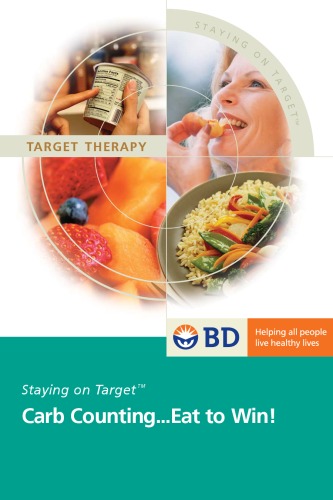 STAYING ON TARGET™
TARGET THERAPY
BD
Helping all people
live healthy lives
Staying on Target™
Carb Counting...Eat to Win!